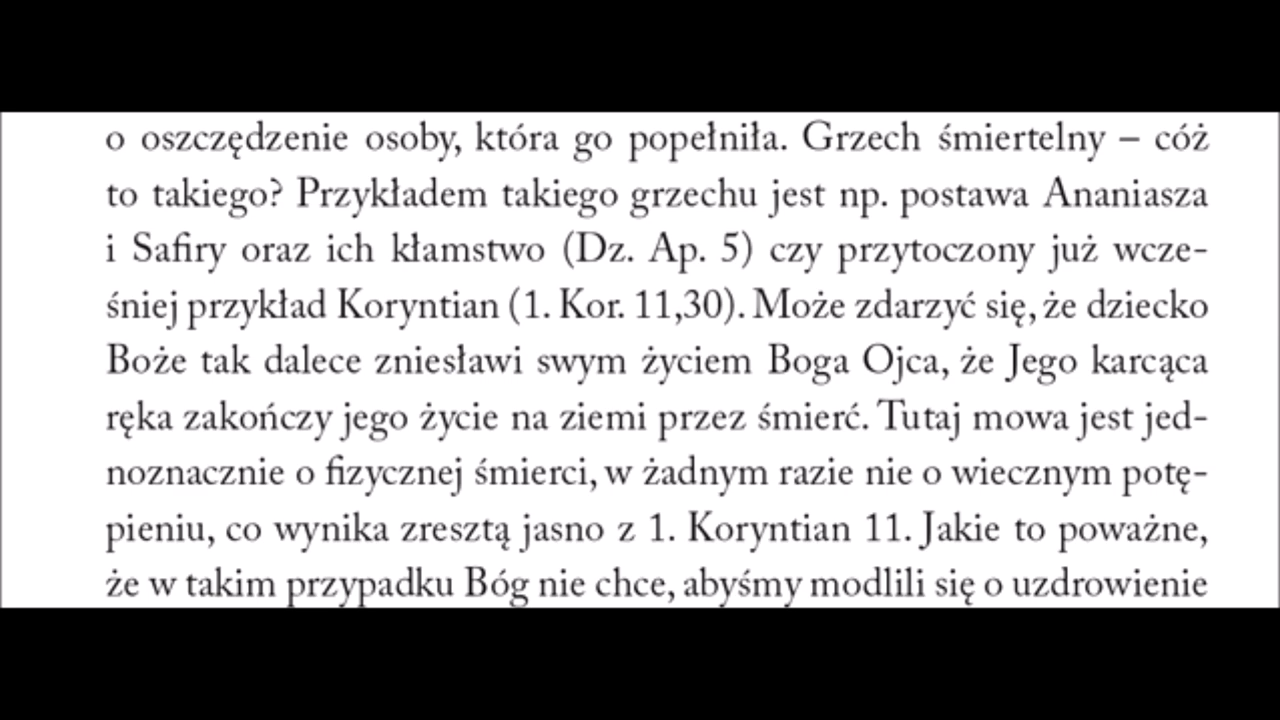 o oszczędzenie osoby, która go popełniła. Grzech śmiertelny – cóż
to takiego? Przykładem takiego grzechu jest np. postawa Ananiasza
i Safiry oraz ich kłamstwo (Dz. Ap. 5) czy przytoczony już wcze-
śniej przykład Koryntian (1. Kor. 11,30). Może zdarzyć się, że dziecko
Boże tak dalece zniesławi swym życiem Boga Ojca, że Jego karcąca
ręka zakończy jego życie na ziemi przez śmierć. Tutaj mowa jest jed-
noznacznie o fizycznej śmierci, w żadnym razie nie o wiecznym potę-
pieniu, co wynika zresztą jasno z 1. Koryntian 11. Jakie to poważne,
że w takim przypadku Bóg nie chce, abyśmy modlili się o uzdrowienie